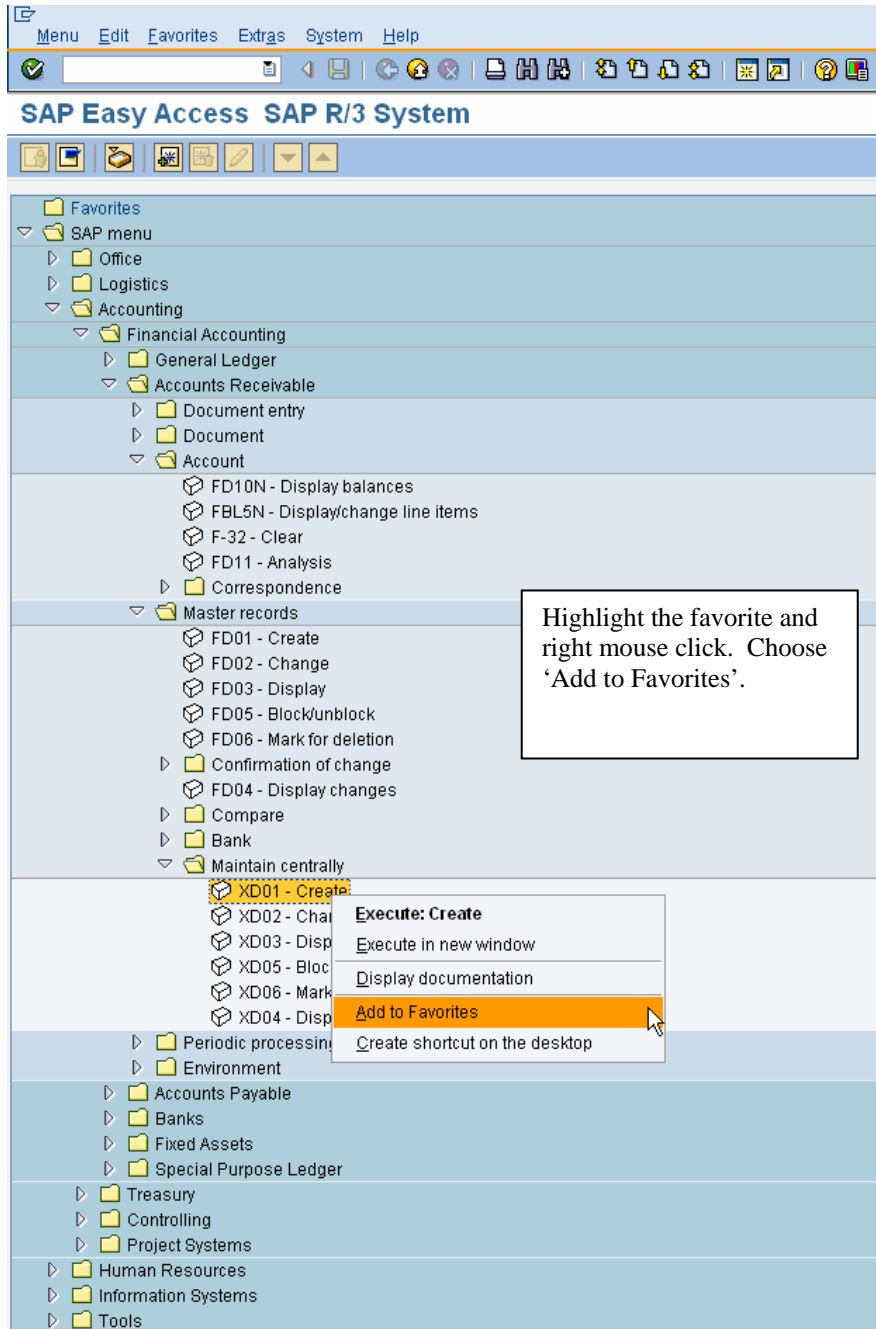 Menu Edit Favorites Extras System Help
SAP Easy Access SAP R/3 System
Favorites
SAP menu
Office
Logistics
Accounting
Financial Accounting
General Ledger
Accounts Receivable
Document entry
Document
Account
FD10N - Display balances
FBL5N - Display/change line items
F-32 - Clear
FD11 - Analysis
Correspondence
Master records
FD01 - Create
FD02 - Change
FD03 - Display
FD05 - Block/unblock
FD06 - Mark for deletion
Confirmation of change
FD04 - Display changes
Compare
Bank
Maintain centrally
XD01 - Create
XD02 - Cha
XD03 - Disp
XD05 - Bloc
XD06 - Mark
XD04 - Disp
Periodic processing
Environment
Accounts Payable
Banks
Fixed Assets
Special Purpose Ledger
Treasury
Controlling
Project Systems
Human Resources
Information Systems
Tools
Highlight the favorite and
right mouse click. Choose
‘Add to Favorites’.
Execute: Create
Execute in new window
Display documentation
Add to Favorites
Create shortcut on the desktop